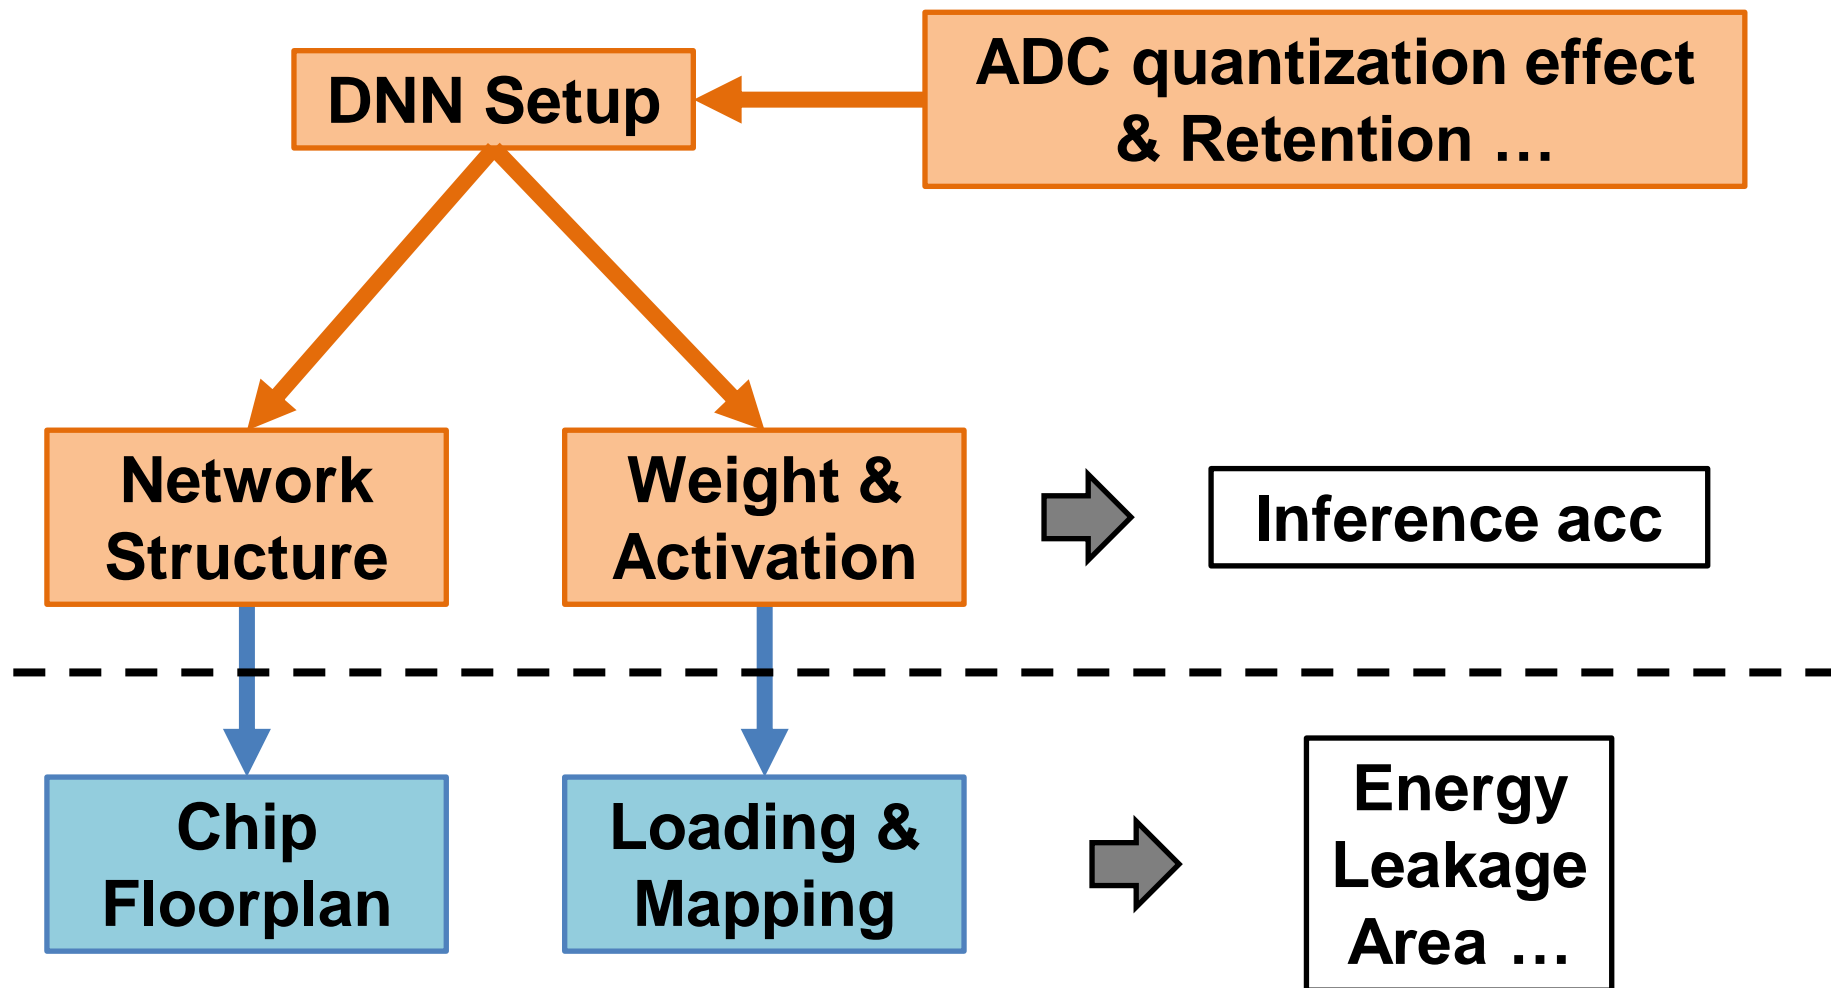 DNN Setup
ADC quantization effect
& Retention …
Network
Structure
Weight &
Activation
Inference acc
Chip
Floorplan
Loading &
Mapping
Energy
Leakage
Area …